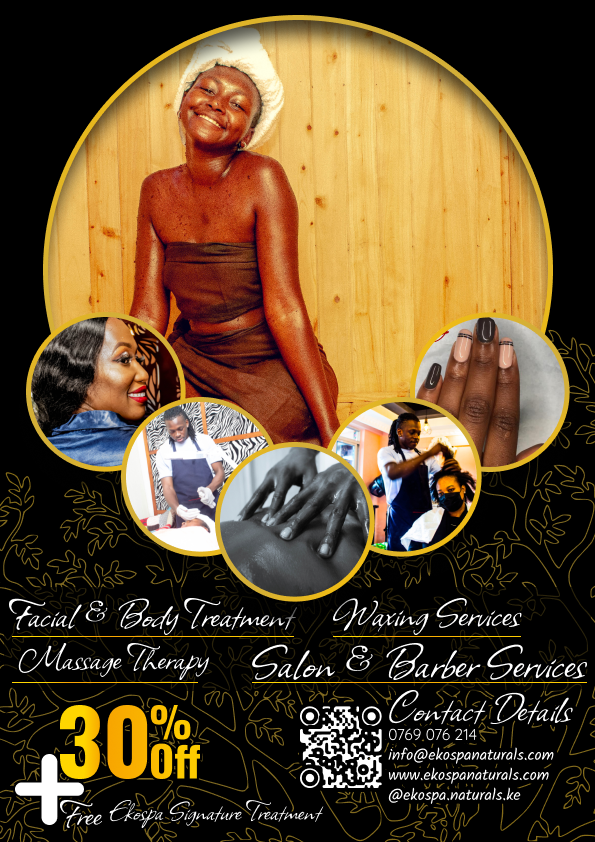 Facial & Body Treatment
Waxing Services
Massage Therapy
Salon & Barber Services
30% Off
+ Free Ekospa Signature Treatment
Contact Details
0769 076 214
info@ekospanaturals.com
www.ekospanaturals.com
@ekospa.naturals.ke